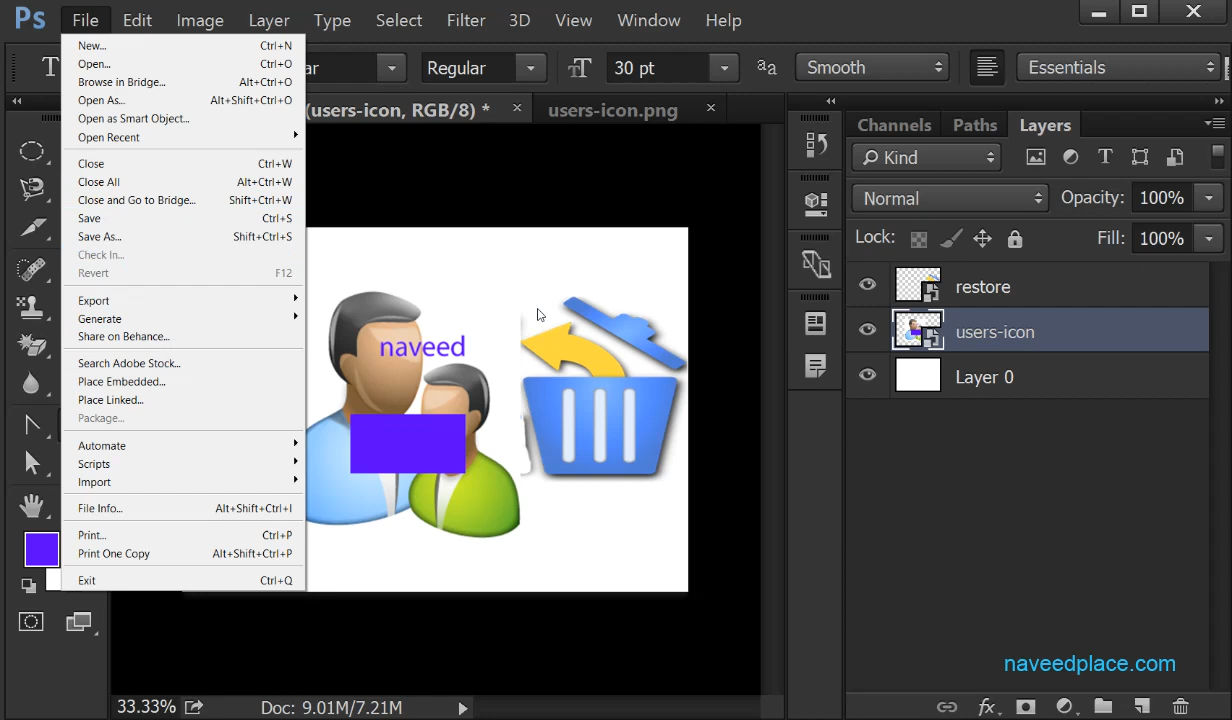 Ps File Edit Image Layer Type Select Filter 3D View Window Help
T ar Regular 30 pt aa Smooth Essentials
(users-icon, RGB/8) * × users-icon.png ×
New... Ctrl+N
Open... Ctrl+O
Browse in Bridge... Alt+Ctrl+O
Open As... Alt+Shift+Ctrl+O
Open as Smart Object...
Open Recent
Close Ctrl+W
Close All Alt+Ctrl+W
Close and Go to Bridge... Shift+Ctrl+W
Save Ctrl+S
Save As... Shift+Ctrl+S
Check In...
Revert F12
Export
Generate
Share on Behance...
Search Adobe Stock...
Place Embedded...
Place Linked...
Package...
Automate
Scripts
Import
File Info... Alt+Shift+Ctrl+I
Print... Ctrl+P
Print One Copy Alt+Shift+Ctrl+P
Exit Ctrl+Q
naveed
Channels Paths Layers
Kind
Normal Opacity: 100%
Lock: Fill: 100%
restore
users-icon
Layer 0
naveedplace.com
33.33% Doc: 9.01M/7.21M
fx